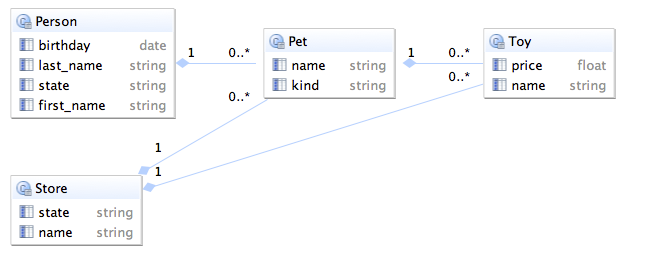 Person
birthday date
last_name string
state string
first_name string
1 0..*
Pet
name string
kind string
1 0..*
Toy
price float
name string
0..*
0..*
1
1
Store
state string
name string